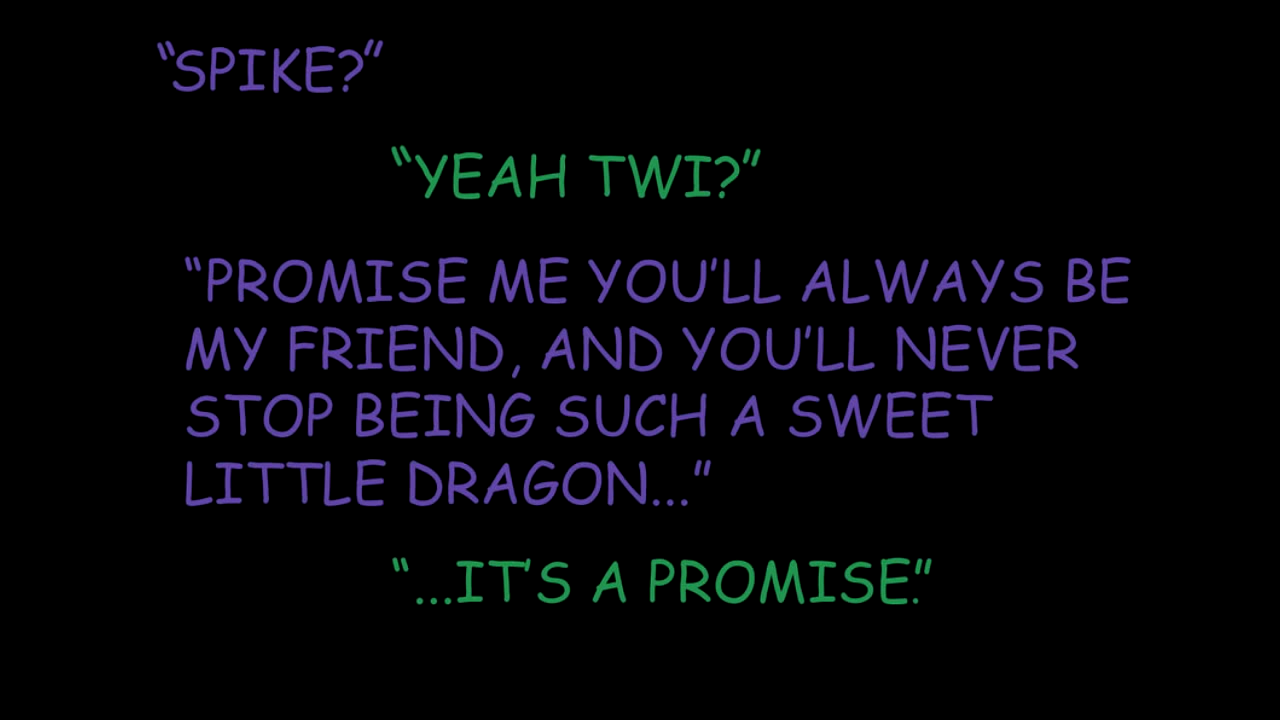 “SPIKE?”
“YEAH TWI?”
“PROMISE ME YOU’LL ALWAYS BE
MY FRIEND, AND YOU’LL NEVER
STOP BEING SUCH A SWEET
LITTLE DRAGON...”
“...IT’S A PROMISE.”